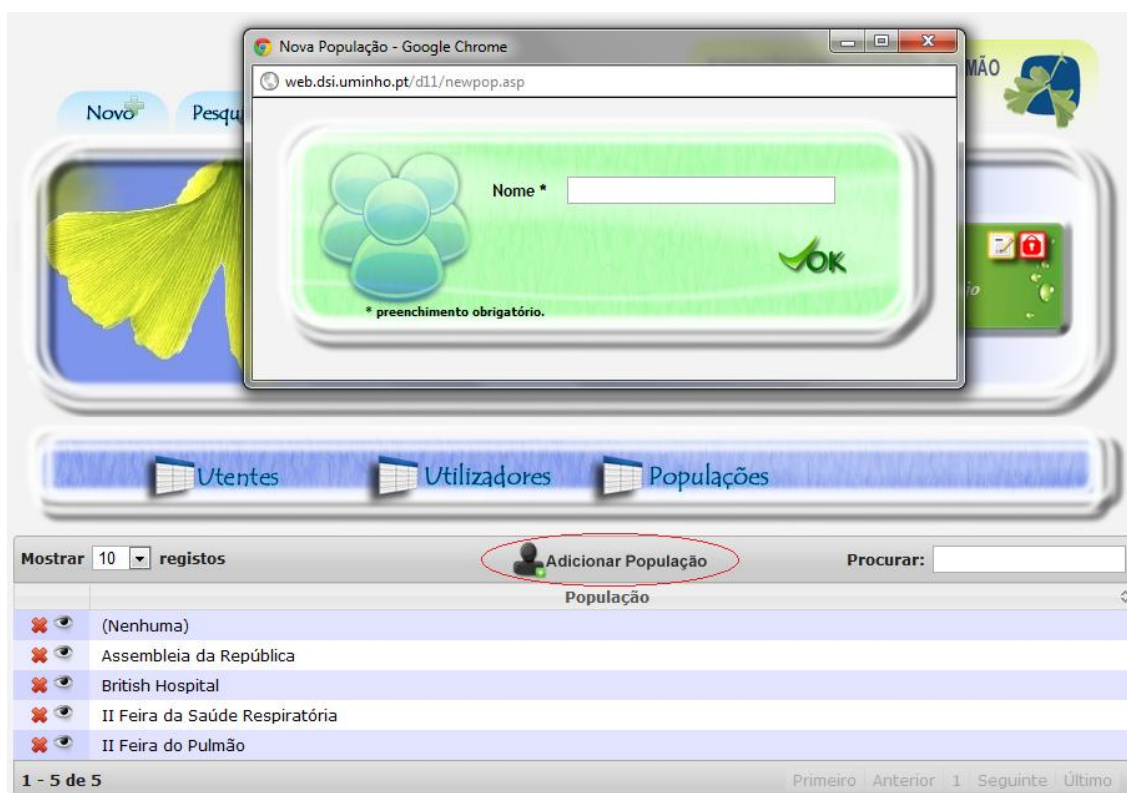 Nova População - Google Chrome
web.dsi.uminho.pt/d11/newpop.asp
MÃO
Novo
Pesqu
Nome *
OK
jo
* preenchimento obrigatório.
Utentes
Utilizadores
Populações
Mostrar 10 registos
Adicionar População
Procurar:
População
(Nenhuma)
Assembleia da República
British Hospital
II Feira da Saúde Respiratória
II Feira do Pulmão
1 - 5 de 5
Primeiro Anterior 1 Seguinte Último